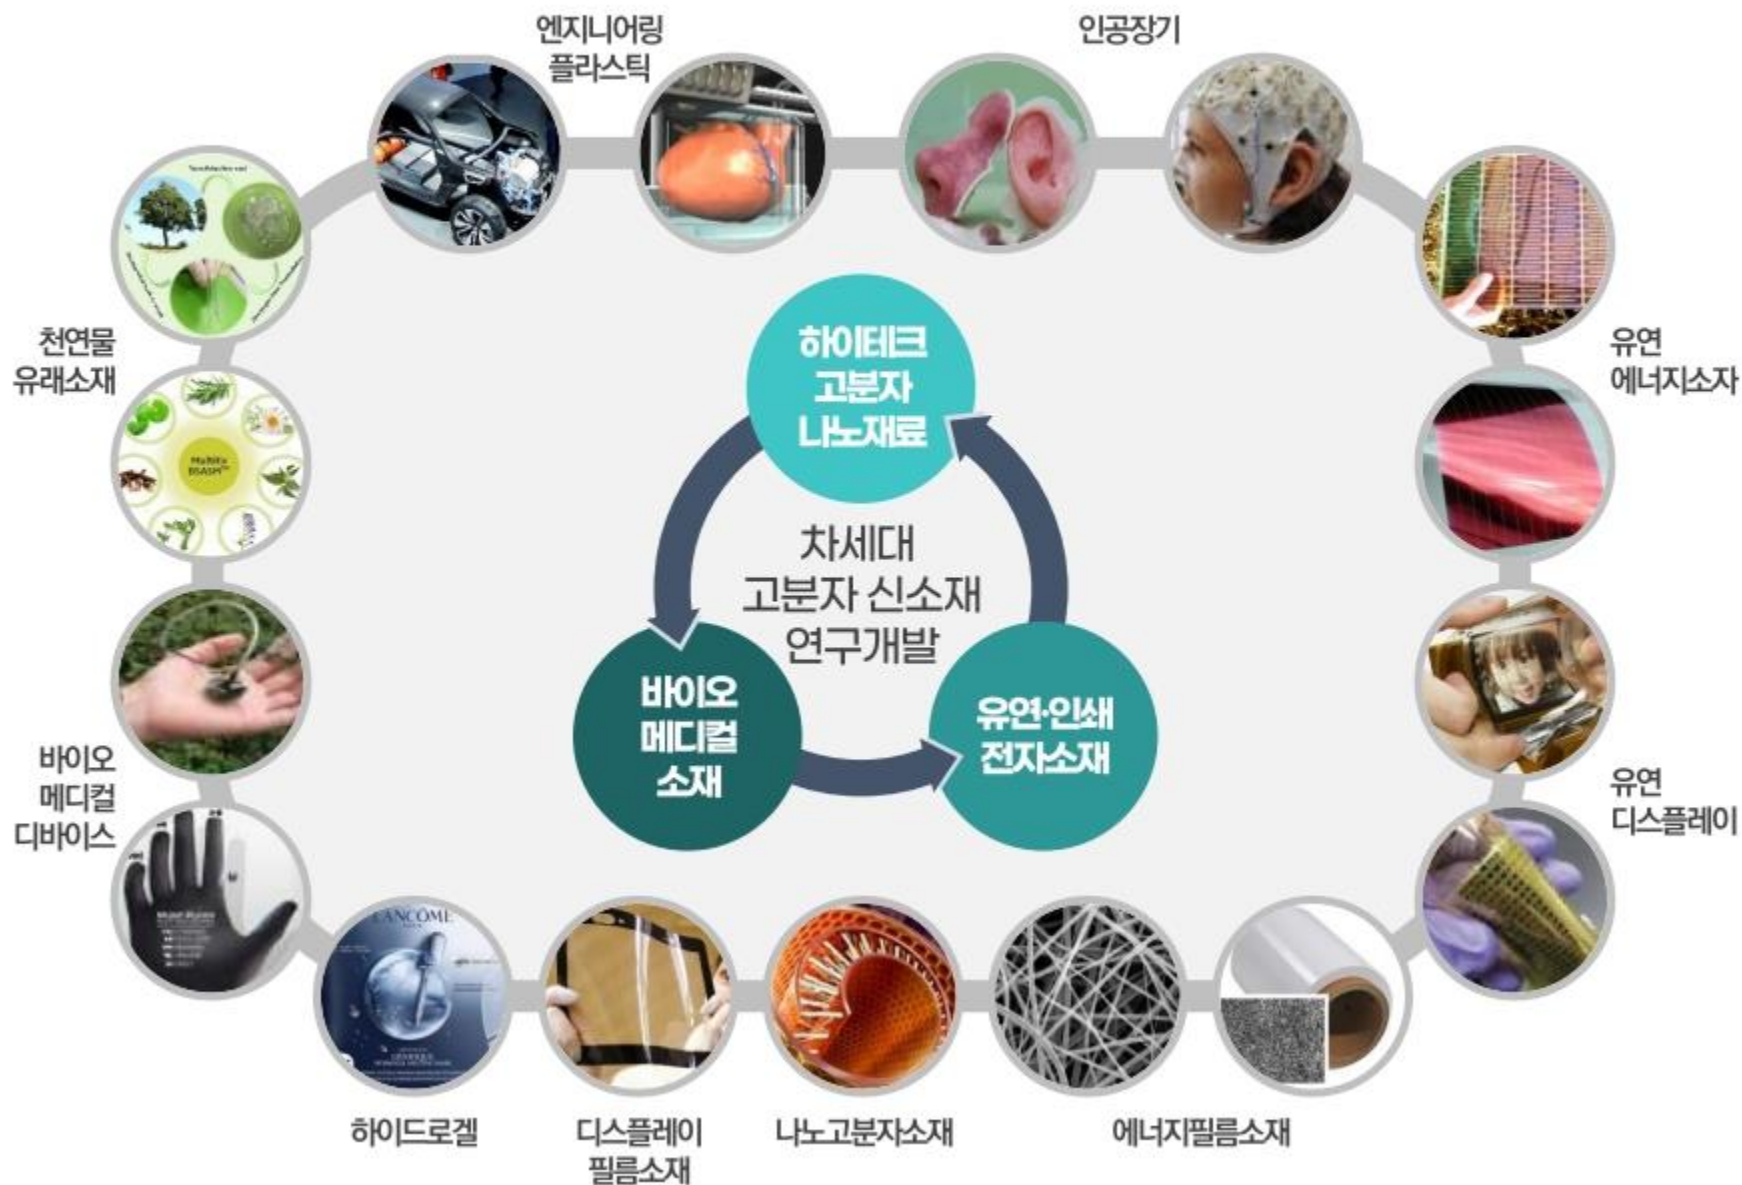 엔지니어링
플라스틱
인공장기
천연물
유래소재
유연
에너지소자
하이테크
고분자
나노재료
차세대
고분자 신소재
연구개발
바이오
메디컬
소재
유연·인쇄
전자소재
바이오
메디컬
디바이스
유연
디스플레이
LANCÔME
하이드로겔
디스플레이
필름소재
나노고분자소재
에너지필름소재